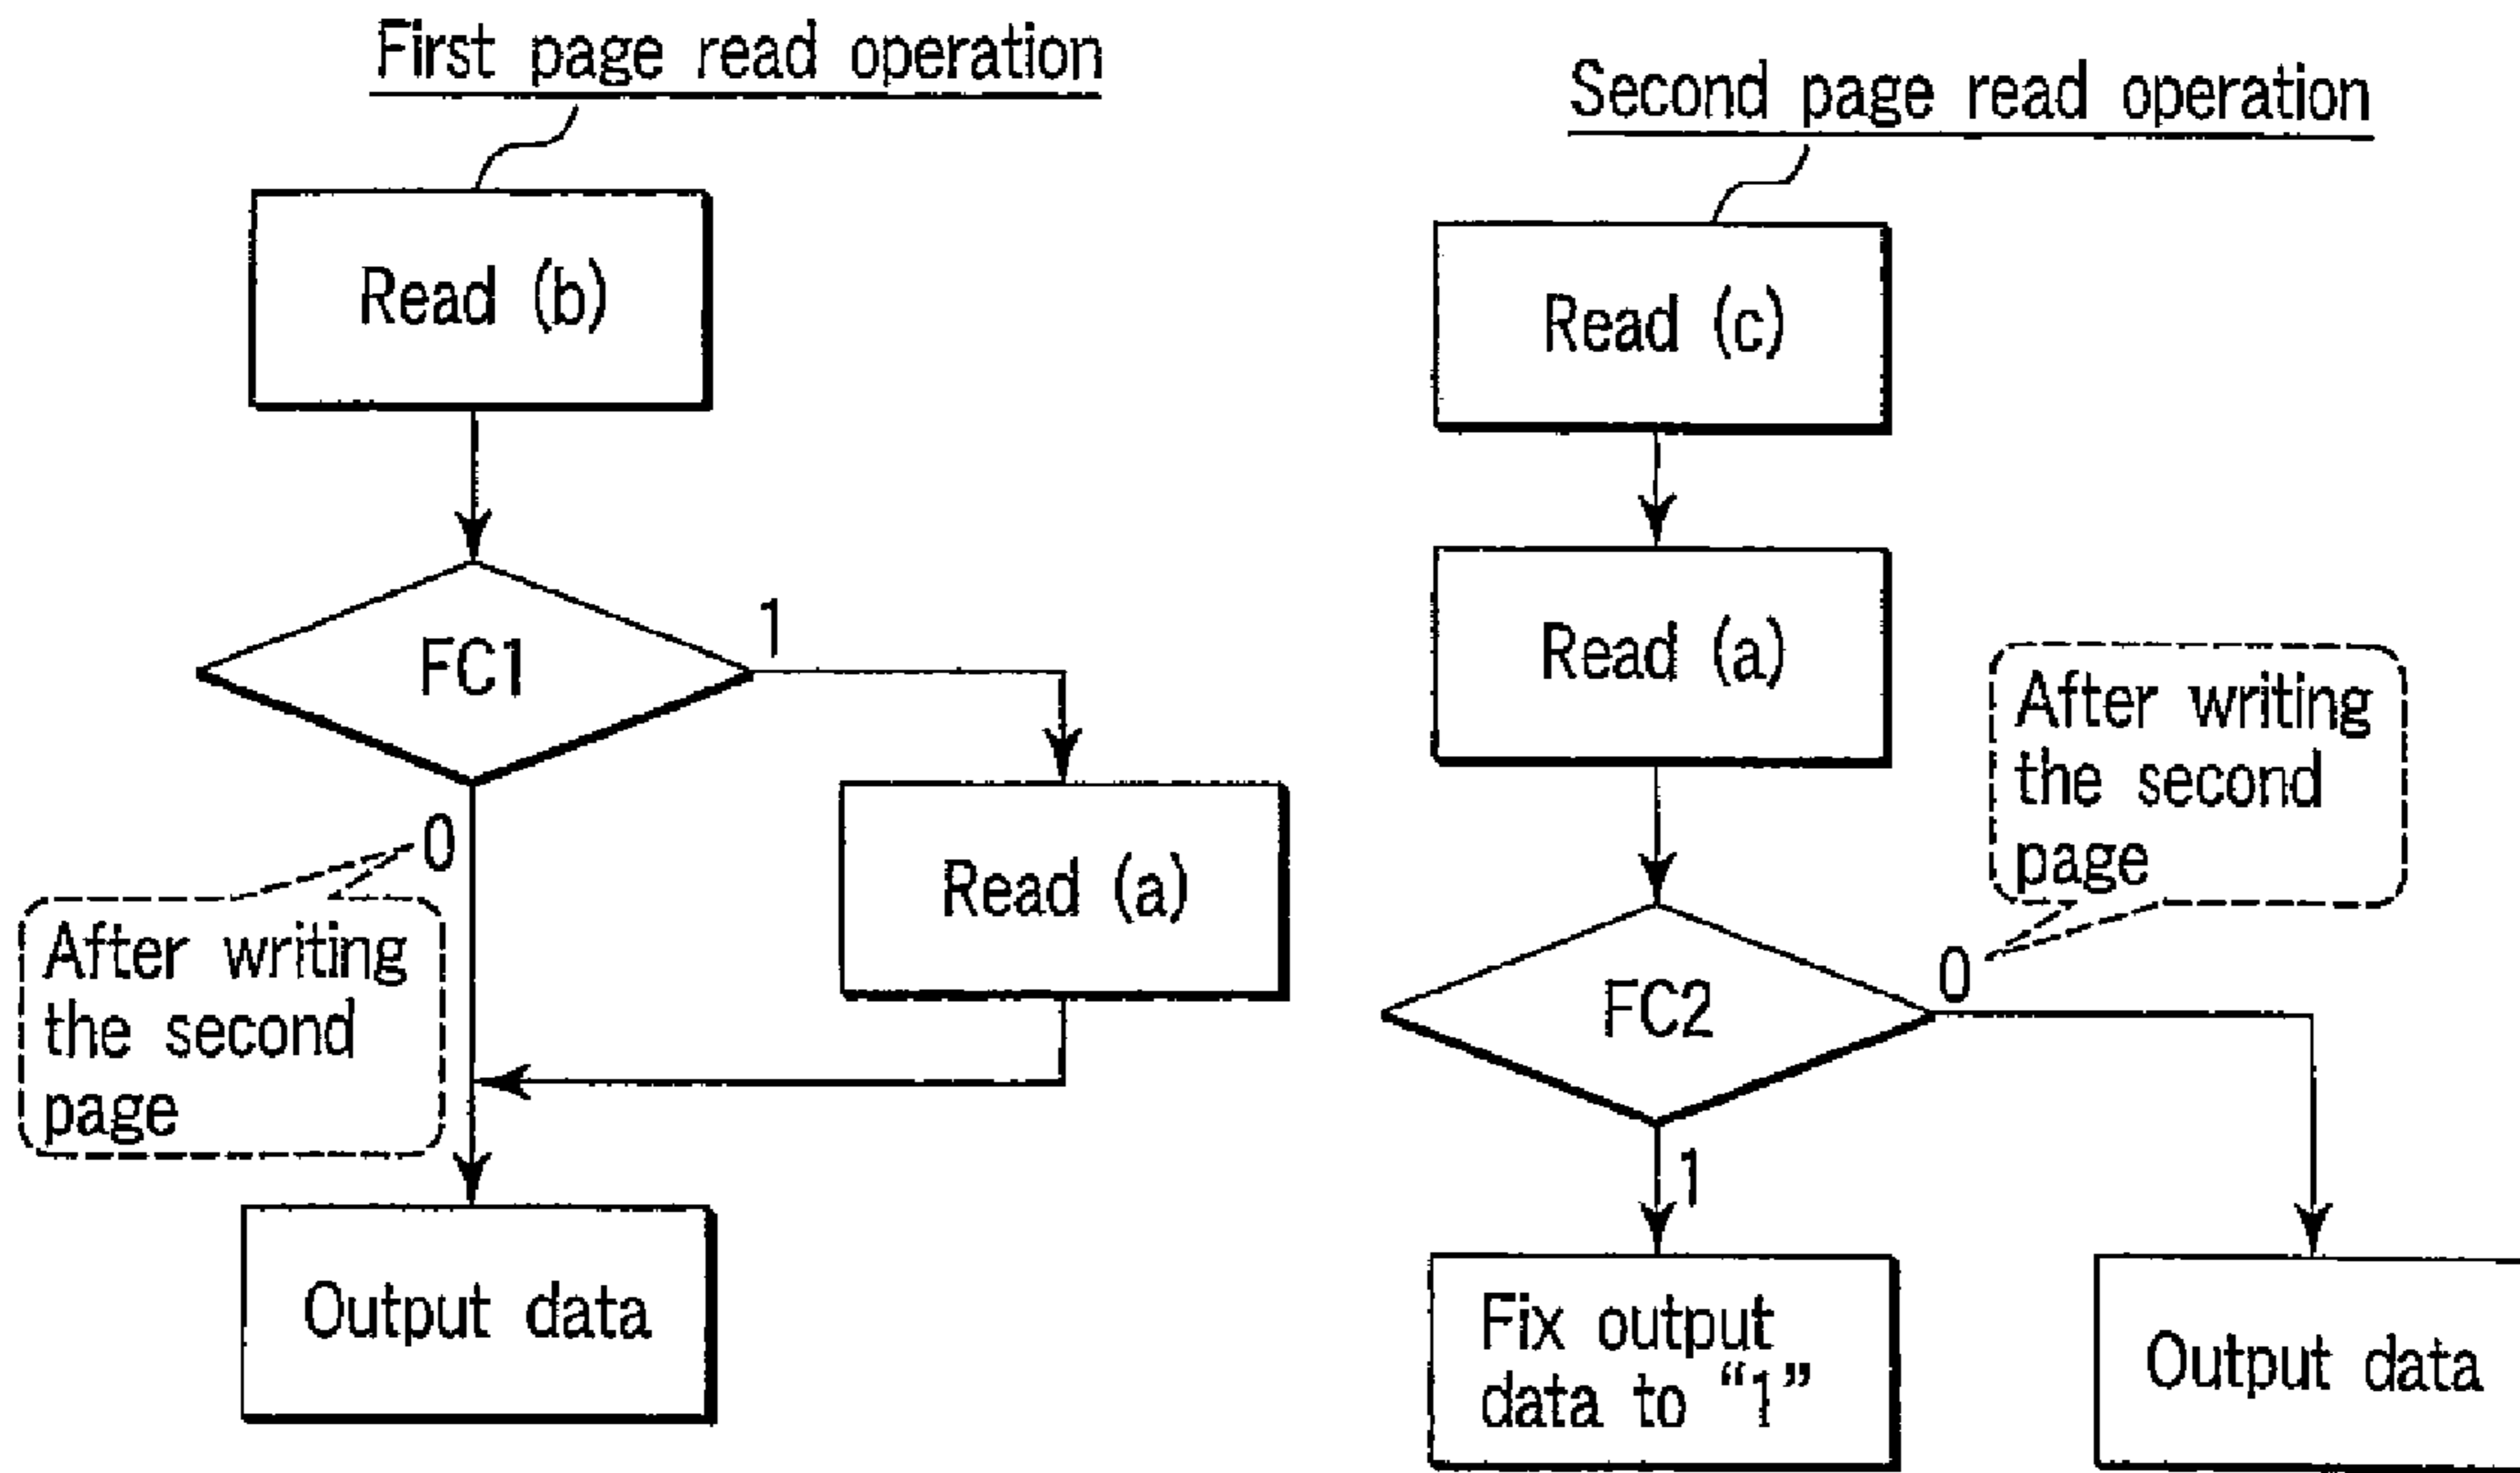 First page read operation
Read (b)
FC1
1
0
Read (a)
After writing
the second
page
Output data
Second page read operation
Read (c)
Read (a)
After writing
the second
page
FC2
0
1
Fix output
data to “1”
Output data